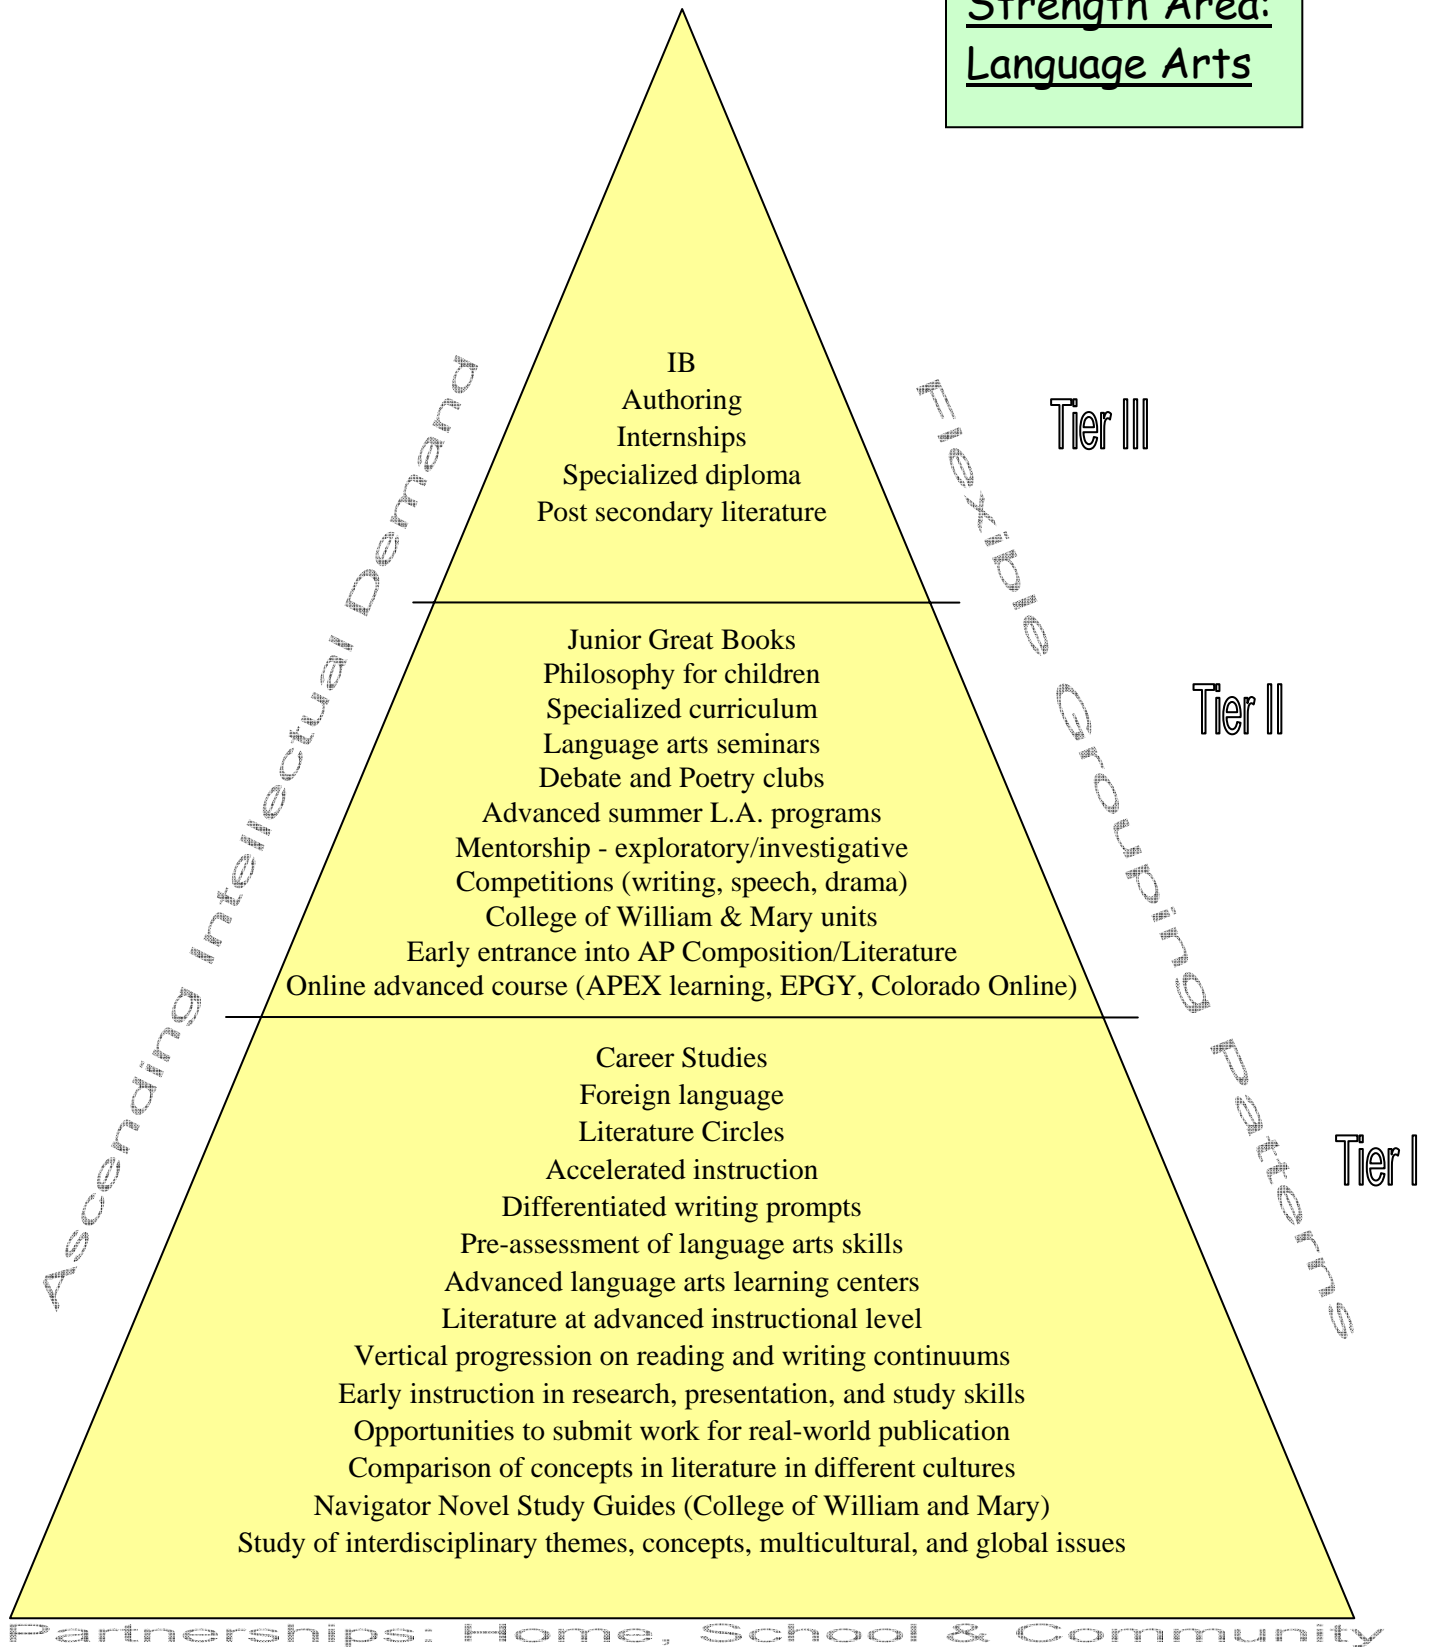 Strength Area:
Language Arts
IB
Authoring
Internships
Specialized diploma
Post secondary literature
Tier III
Ascending Intellectual Demand
Flexible Grouping Patterns
Junior Great Books
Philosophy for children
Specialized curriculum
Language arts seminars
Debate and Poetry clubs
Advanced summer L.A. programs
Mentorship - exploratory/investigative
Competitions (writing, speech, drama)
College of William & Mary units
Early entrance into AP Composition/Literature
Online advanced course (APEX learning, EPGY, Colorado Online)
Tier II
Career Studies
Foreign language
Literature Circles
Accelerated instruction
Differentiated writing prompts
Pre-assessment of language arts skills
Advanced language arts learning centers
Literature at advanced instructional level
Vertical progression on reading and writing continuums
Early instruction in research, presentation, and study skills
Opportunities to submit work for real-world publication
Comparison of concepts in literature in different cultures
Navigator Novel Study Guides (College of William and Mary)
Study of interdisciplinary themes, concepts, multicultural, and global issues
Tier I
Partnerships: Home, School & Community